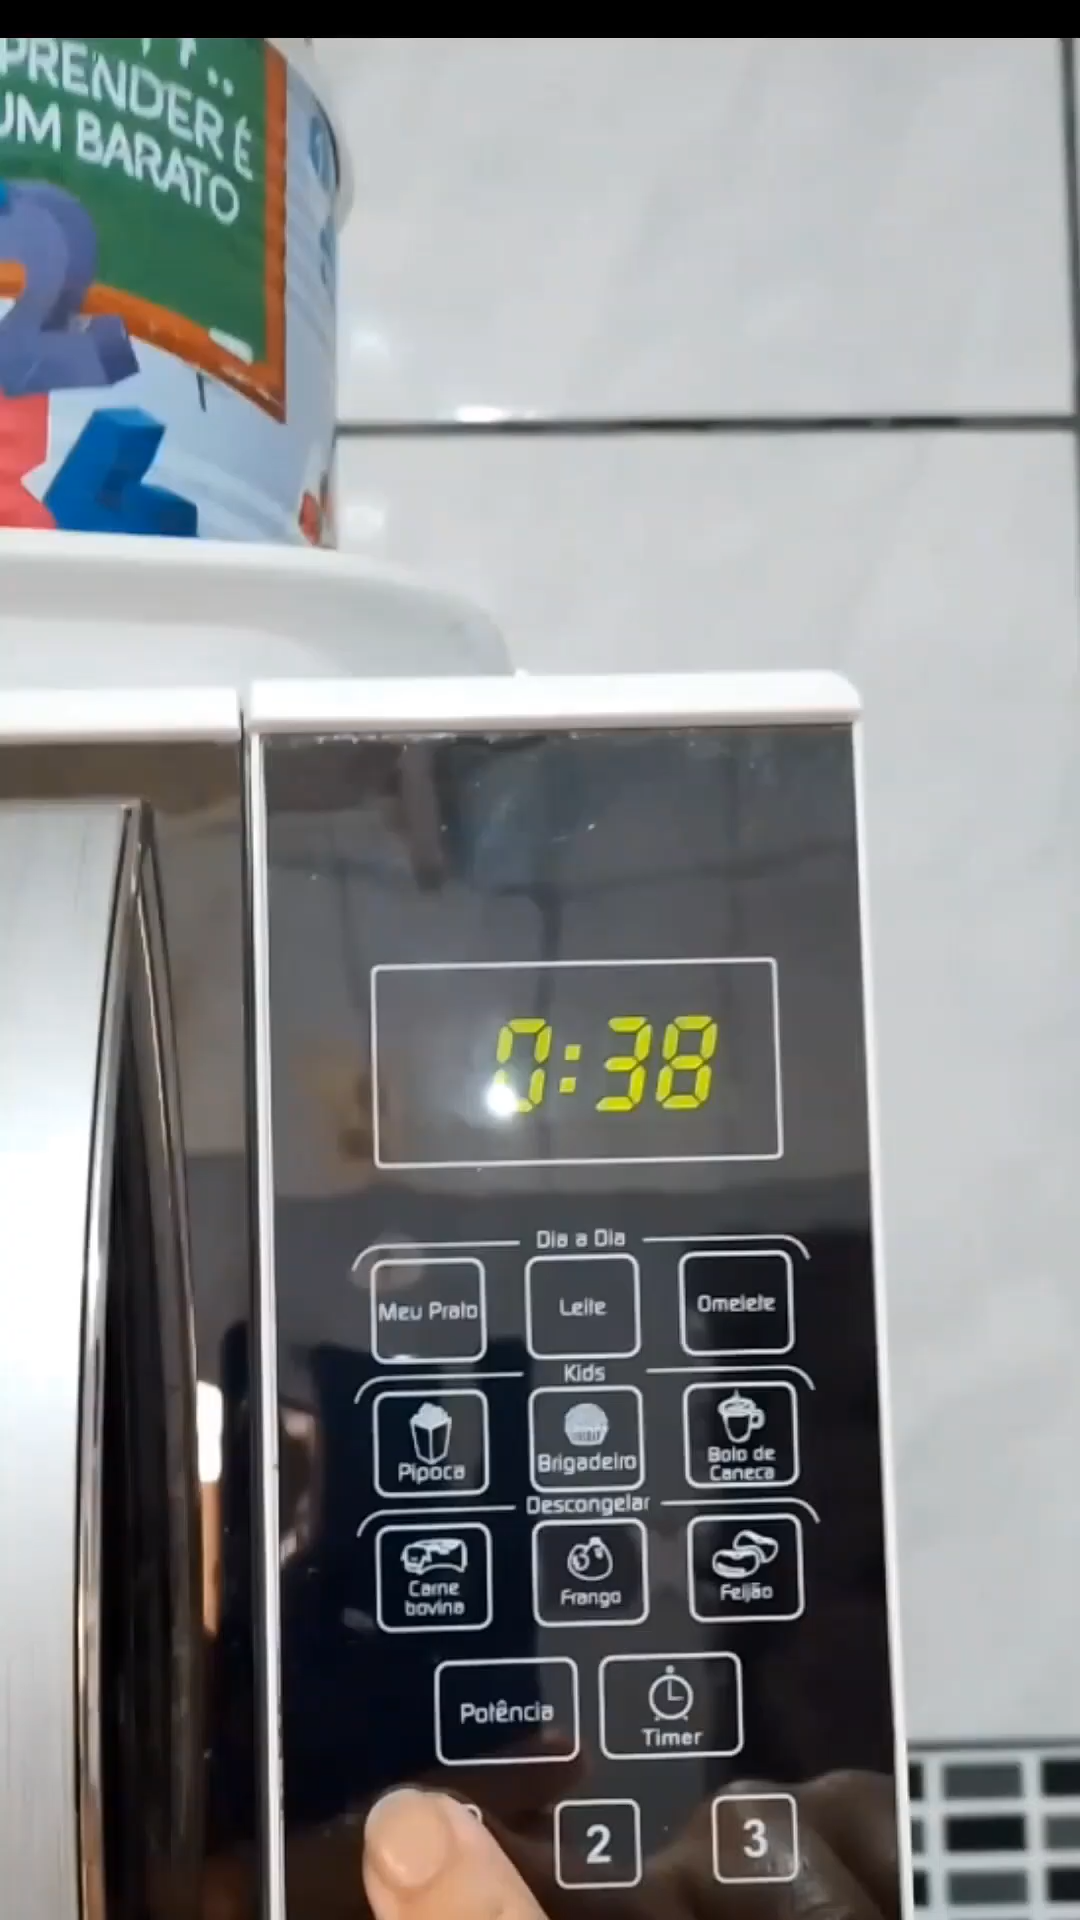 PRENDER É
UM BARATO
0:38
Dia a Dia
Meu Prato
Leite
Omelete
Kids
Pipoca
Brigadeiro
Bolo de
Caneca
Descongelar
Carne
bovina
Frango
Feijão
Potência
Timer
2
3